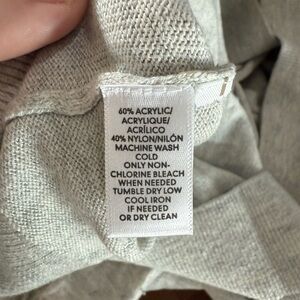 60% ACRYLIC/
ACRYLIQUE/
ACRÍLICO
40% NYLON/NILÓN
MACHINE WASH
COLD
ONLY NON-
CHLORINE BLEACH
WHEN NEEDED
TUMBLE DRY LOW
COOL IRON
IF NEEDED
OR DRY CLEAN